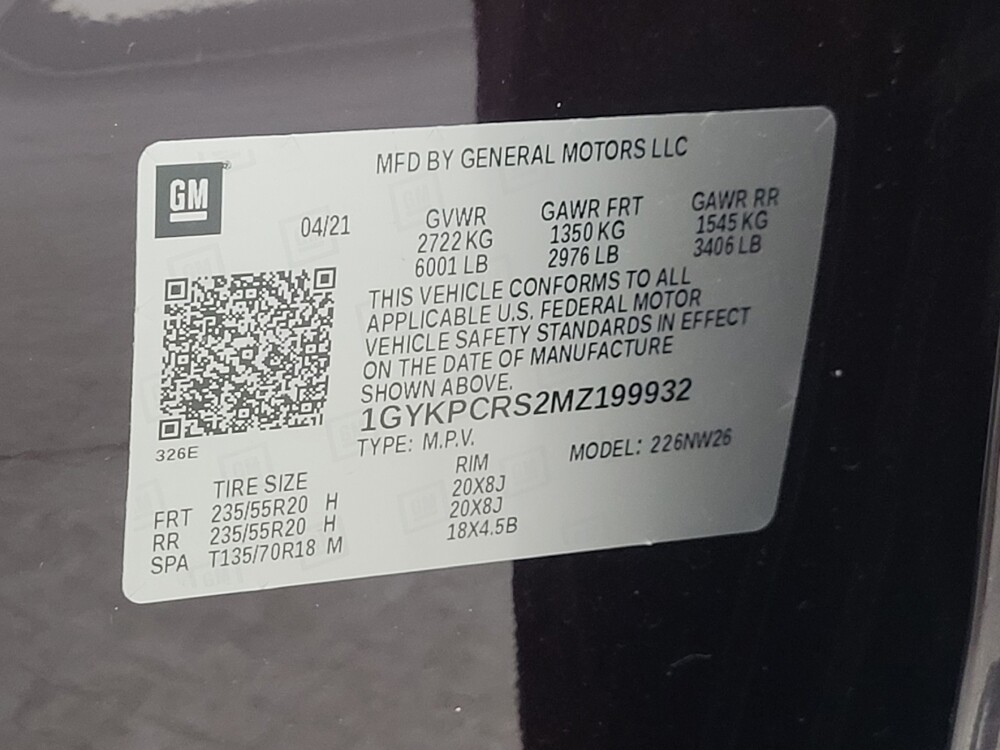 MFD BY GENERAL MOTORS LLC
GM
04/21
GVWR
2722 KG
6001 LB
GAWR FRT
1350 KG
2976 LB
GAWR RR
1545 KG
3406 LB
THIS VEHICLE CONFORMS TO ALL
APPLICABLE U.S. FEDERAL MOTOR
VEHICLE SAFETY STANDARDS IN EFFECT
ON THE DATE OF MANUFACTURE
SHOWN ABOVE.
1GYKPCRS2MZ199932
TYPE: M.P.V. MODEL: 226NW26
326E
TIRE SIZE RIM
FRT 235/55R20 H 20X8J
RR 235/55R20 H 20X8J
SPA T135/70R18 M 18X4.5B